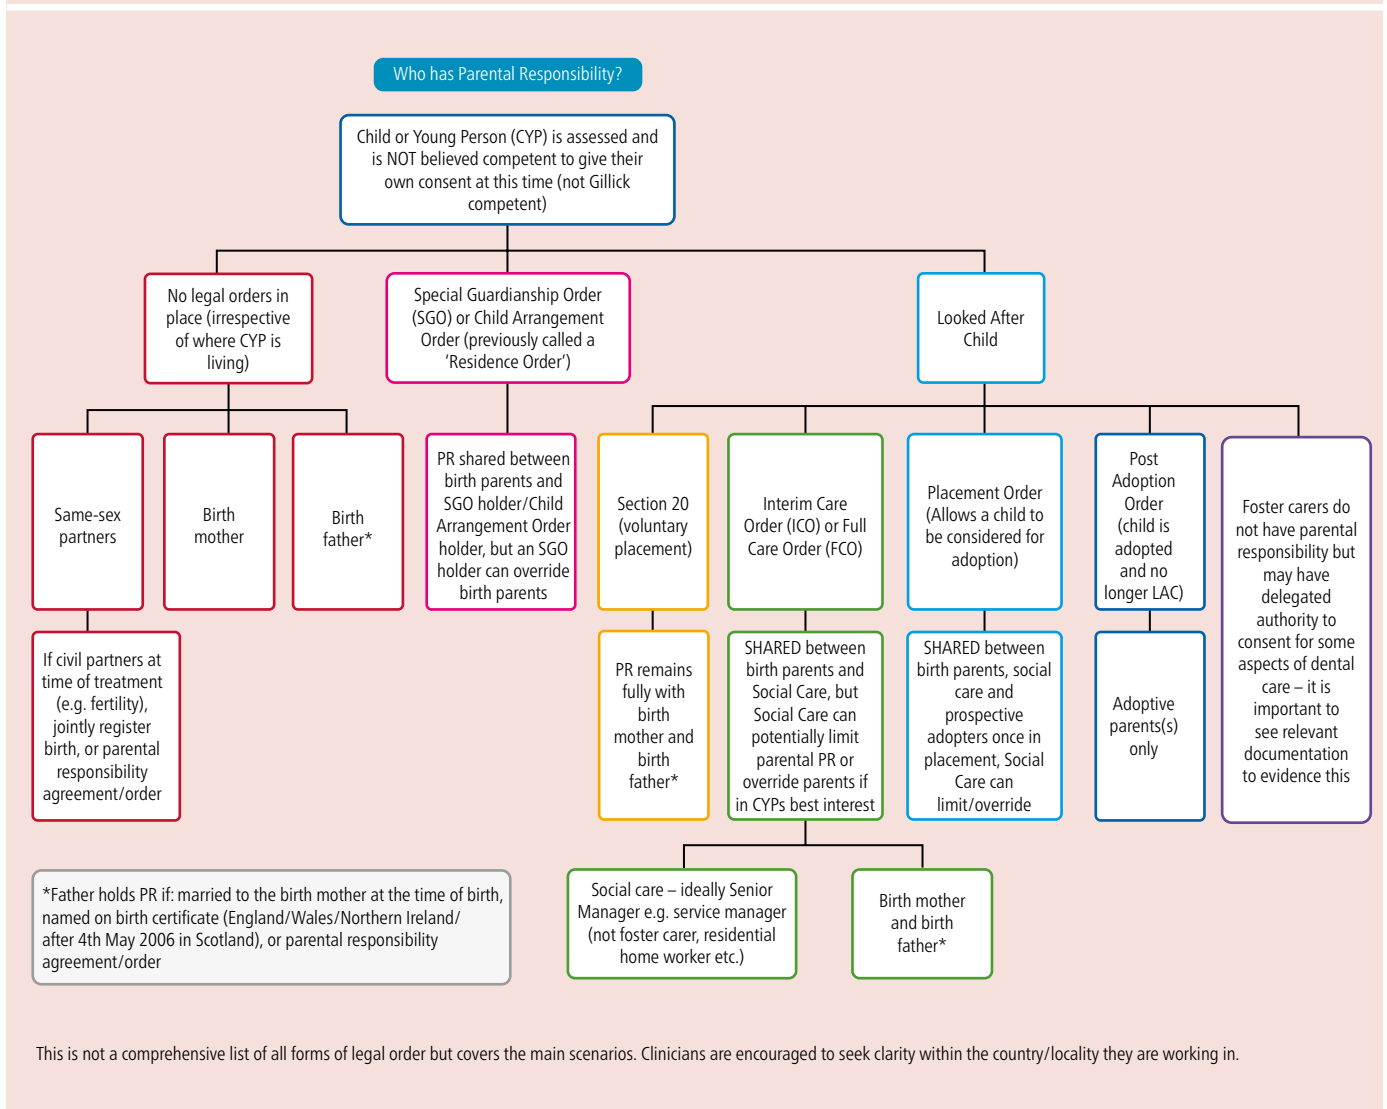 Who has Parental Responsibility?
Child or Young Person (CYP) is assessed and
is NOT believed competent to give their
own consent at this time (not Gillick
competent)
No legal orders in
place (irrespective
of where CYP is
living)
Special Guardianship Order
(SGO) or Child Arrangement
Order (previously called a
‘Residence Order’)
Looked After
Child
Same-sex
partners
Birth
mother
Birth
father*
PR shared between
birth parents and
SGO holder/Child
Arrangement Order
holder, but an SGO
holder can override
birth parents
Section 20
(voluntary
placement)
Interim Care
Order (ICO) or Full
Care Order (FCO)
Placement Order
(Allows a child to
be considered for
adoption)
Post
Adoption
Order
(child is
adopted
and no
longer LAC)
Foster carers do
not have parental
responsibility but
may have
delegated
authority to
consent for some
aspects of dental
care – it is
important to
see relevant
documentation
to evidence this
If civil partners at
time of treatment
(e.g. fertility),
jointly register
birth, or parental
responsibility
agreement/order
PR remains
fully with
birth
mother and
birth
father*
SHARED between
birth parents and
Social Care, but
Social Care can
potentially limit
parental PR or
override parents if
in CYPs best interest
SHARED between
birth parents, social
care and
prospective
adopters once in
placement, Social
Care can
limit/override
Adoptive
parents(s)
only
Social care – ideally Senior
Manager e.g. service manager
(not foster carer, residential
home worker etc.)
Birth mother
and birth
father*
*Father holds PR if: married to the birth mother at the time of birth,
named on birth certificate (England/Wales/Northern Ireland/
after 4th May 2006 in Scotland), or parental responsibility
agreement/order
This is not a comprehensive list of all forms of legal order but covers the main scenarios. Clinicians are encouraged to seek clarity within the country/locality they are working in.